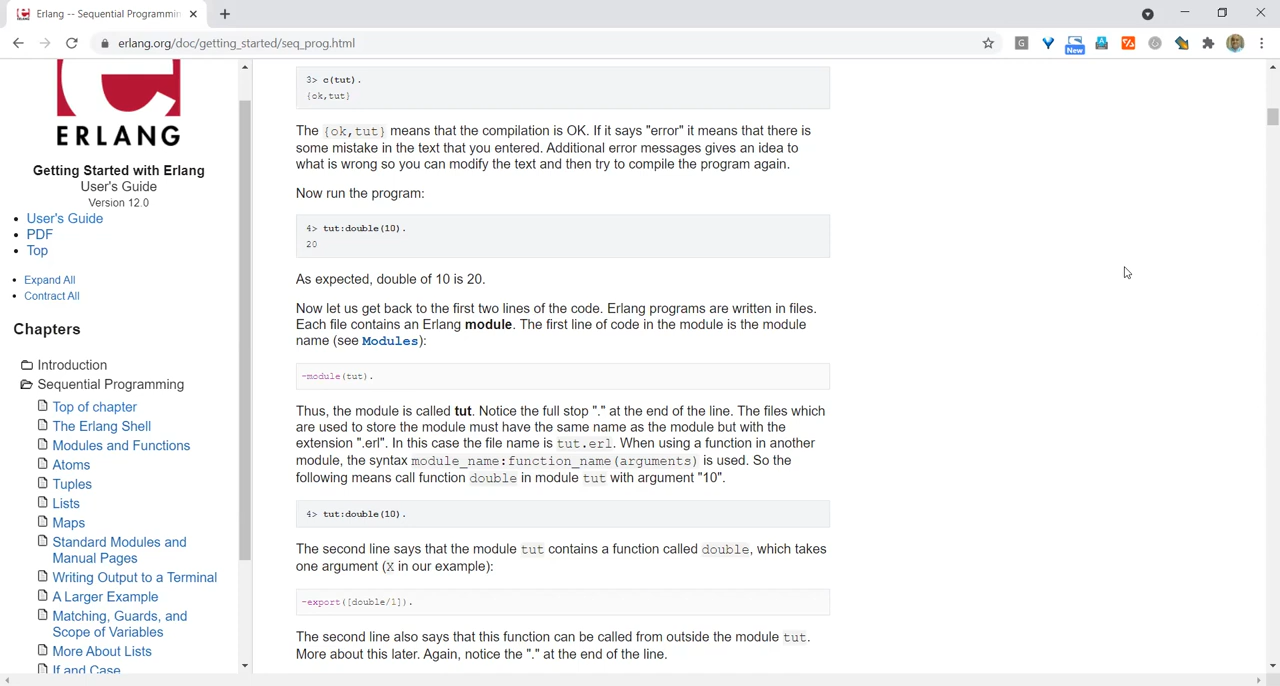 Erlang -- Sequential Programmin
erlang.org/doc/getting_started/seq_prog.html
New
ERLANG
Getting Started with Erlang
User's Guide
Version 12.0
User's Guide
PDF
Top
Expand All
Contract All
Chapters
Introduction
Sequential Programming
Top of chapter
The Erlang Shell
Modules and Functions
Atoms
Tuples
Lists
Maps
Standard Modules and
Manual Pages
Writing Output to a Terminal
A Larger Example
Matching, Guards, and
Scope of Variables
More About Lists
If and Case
3> c(tut).
{ok,tut}
The {ok,tut} means that the compilation is OK. If it says "error" it means that there is
some mistake in the text that you entered. Additional error messages gives an idea to
what is wrong so you can modify the text and then try to compile the program again.
Now run the program:
4> tut:double(10).
20
As expected, double of 10 is 20.
Now let us get back to the first two lines of the code. Erlang programs are written in files.
Each file contains an Erlang module. The first line of code in the module is the module
name (see Modules):
-module(tut).
Thus, the module is called tut. Notice the full stop "." at the end of the line. The files which
are used to store the module must have the same name as the module but with the
extension ".erl". In this case the file name is tut.erl. When using a function in another
module, the syntax module_name:function_name(arguments) is used. So the
following means call function double in module tut with argument "10".
4> tut:double(10).
The second line says that the module tut contains a function called double, which takes
one argument (X in our example):
-export([double/1]).
The second line also says that this function can be called from outside the module tut.
More about this later. Again, notice the "." at the end of the line.